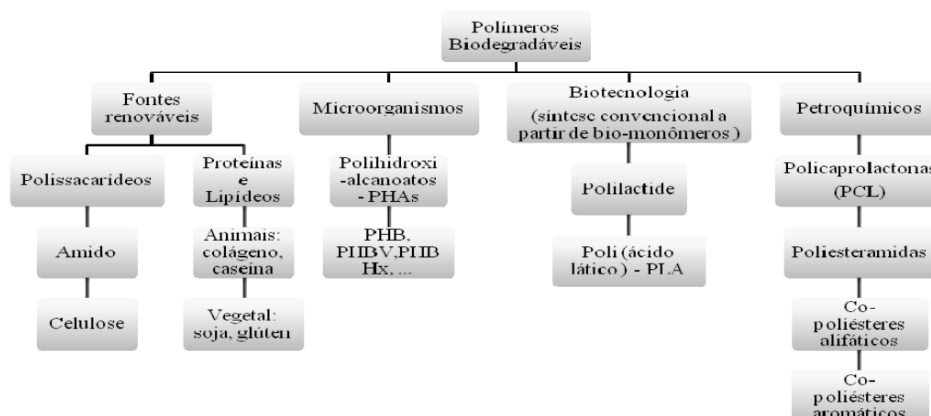 Polímeros
Biodegradáveis
Fontes
renováveis
Microorganismos
Biotecnologia
(síntese convencional a
partir de bio-monômeros )
Petroquímicos
Polissacarídeos
Proteínas
e
Lipídeos
Polihidroxi
-alcanoatos
- PHAs
Polilactide
Policaprolactonas
(PCL)
Amido
Animais:
colágeno,
caseína
PHB,
PHBV,PHB
Hx, ...
Poli (ácido
lático ) - PLA
Poliesteramidas
Celulose
Vegetal:
soja, glúten
Co-
poliésteres
alifáticos
Co-
poliésteres
aromáticos